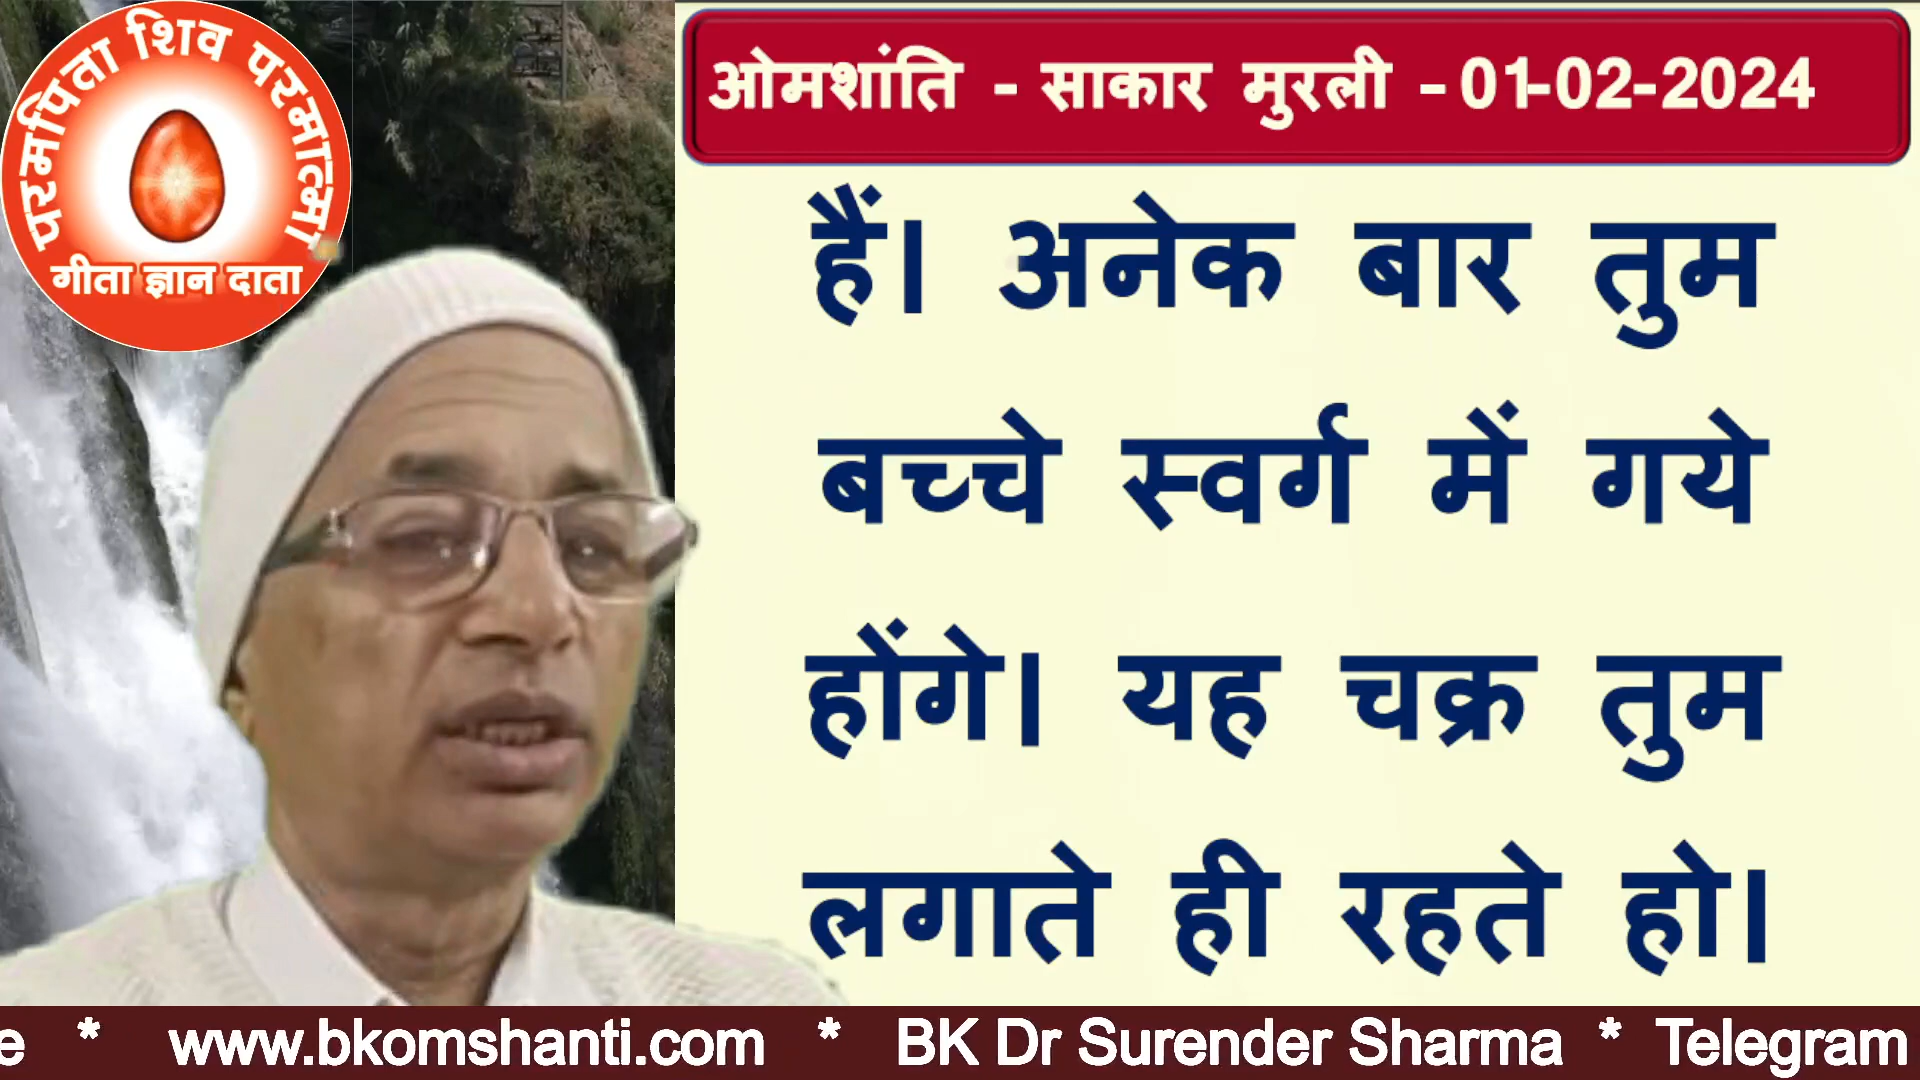 परमपिता शिव परमात्मा
गीता ज्ञान दाता
ओमशांति - साकार मुरली - 01-02-2024
हैं। अनेक बार तुम
बच्चे स्वर्ग में गये
होंगे। यह चक्र तुम
लगाते ही रहते हो।
e * www.bkomshanti.com * BK Dr Surender Sharma * Telegram